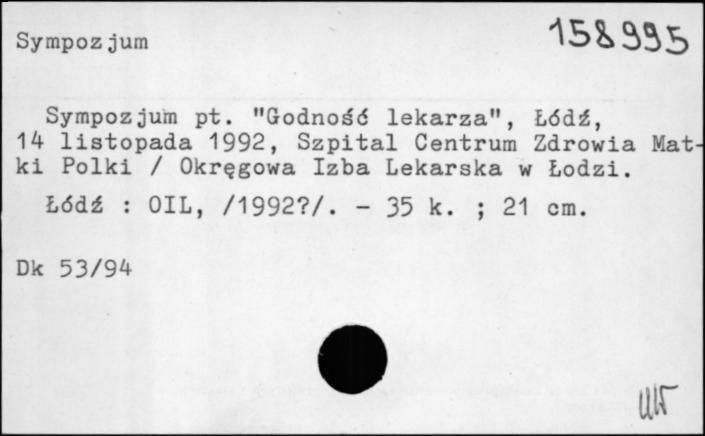 Sympozjum
158995
Sympozjum pt. "Godność lekarza", Łódź,
14 listopada 1992, Szpital Centrum Zdrowia Mat-
ki Polki / Okręgowa Izba Lekarska w Łodzi.
Łódź : OIL, /1992?/. - 35 k. ; 21 cm.
Dk 53/94